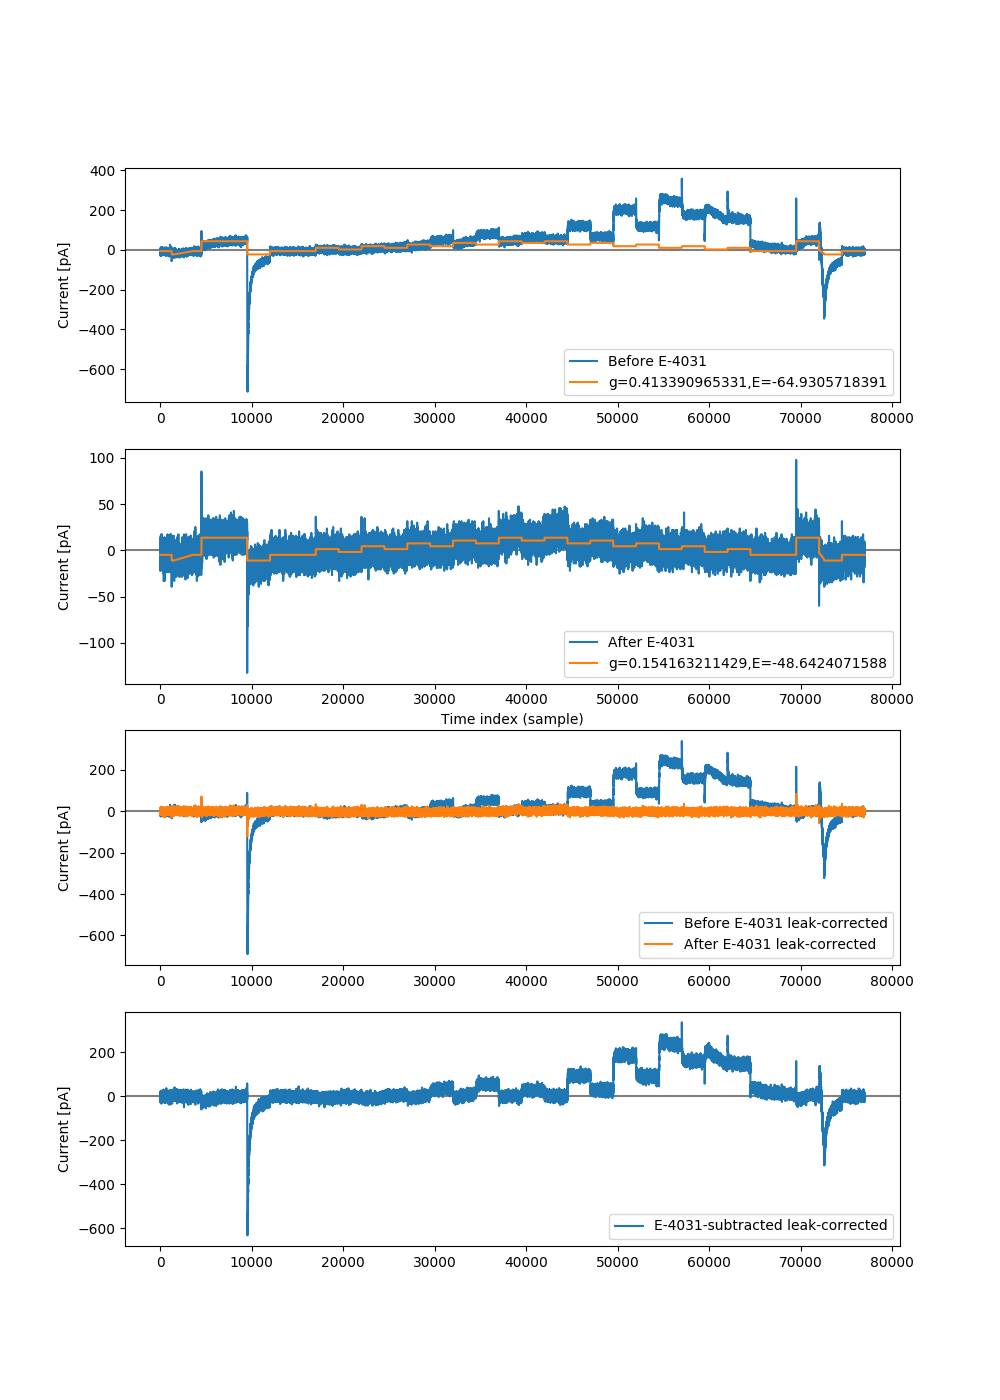 400
200
0
−200
−400
−600
Current [pA]
Before E-4031
g=0.413390965331,E=-64.9305718391
0 10000 20000 30000 40000 50000 60000 70000 80000
100
50
0
−50
−100
Current [pA]
After E-4031
g=0.154163211429,E=-48.6424071588
0 10000 20000 30000 40000 50000 60000 70000 80000
Time index (sample)
200
0
−200
−400
−600
Current [pA]
Before E-4031 leak-corrected
After E-4031 leak-corrected
0 10000 20000 30000 40000 50000 60000 70000 80000
200
0
−200
−400
−600
Current [pA]
E-4031-subtracted leak-corrected
0 10000 20000 30000 40000 50000 60000 70000 80000